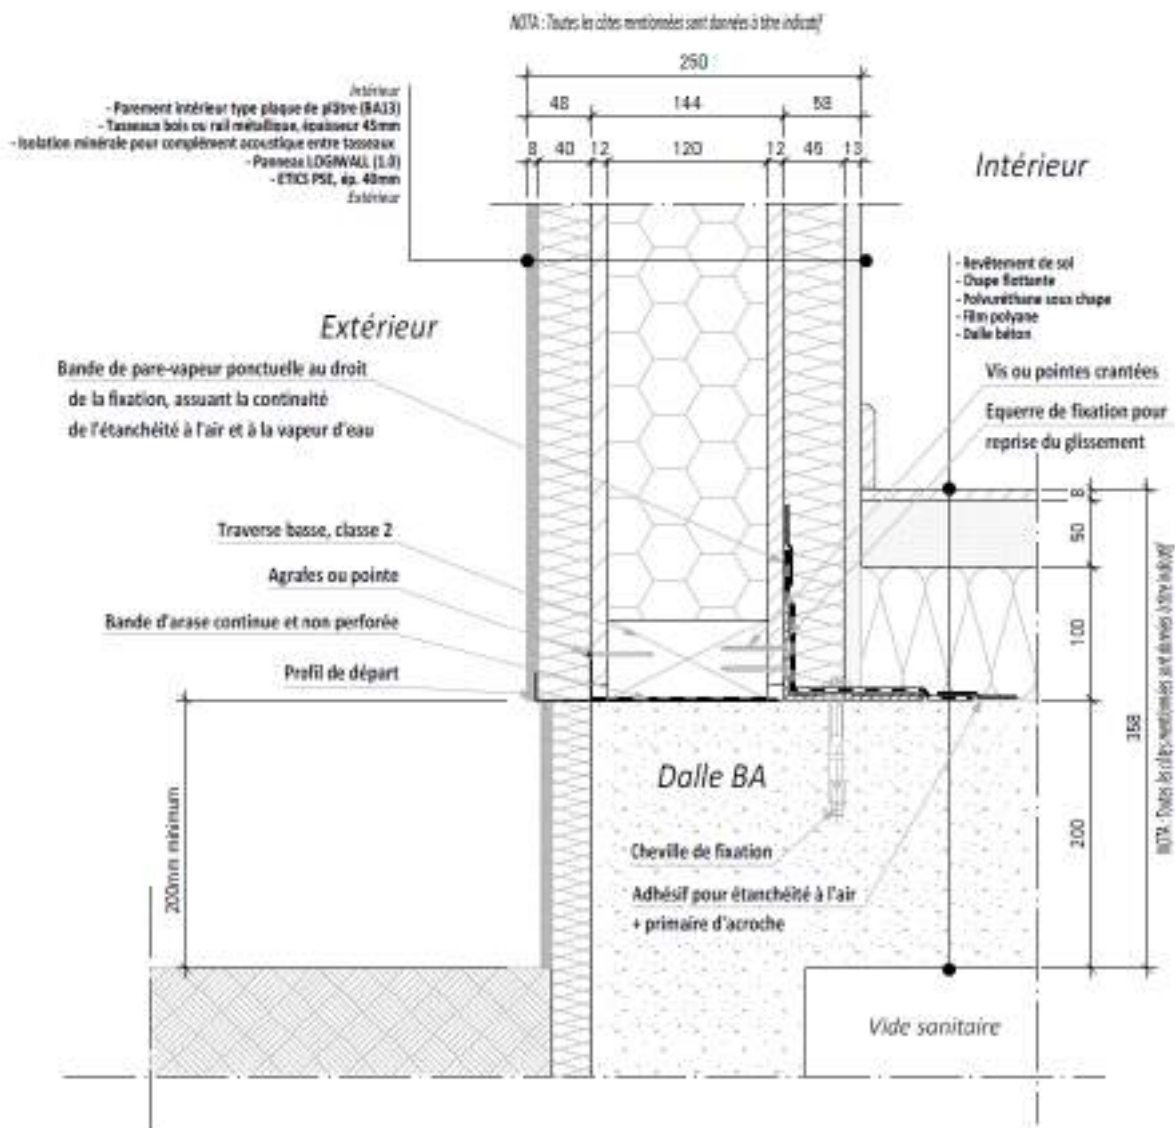 NOTA : Toutes les côtes mentionnées sont données à titre indicatif
250
48 144 58
8 40 12 120 12 45 13
Intérieur
- Parement intérieur type plaque de plâtre (BA13)
- Tasseaux bois ou rail métallique, épaisseur 45mm
- Isolation minérale pour complément acoustique entre tasseaux
- Panneau LOGIWALL (1.0)
- ETICS PSE, ép. 40mm
Extérieur
Intérieur
- Revêtement de sol
- Chape flottante
- Polyuréthane sous chape
- Film polyane
- Dalle béton
Extérieur
Bande de pare-vapeur ponctuelle au droit
de la fixation, assuant la continuité
de l'étanchéité à l'air et à la vapeur d'eau
Vis ou pointes crantées
Equerre de fixation pour
reprise du glissement
Traverse basse, classe 2
Agrafes ou pointe
Bande d'arase continue et non perforée
Profil de départ
8
50
100
200
358
NOTA : Toutes les côtes mentionnées sont données à titre indicatif
200mm minimum
Dalle BA
Cheville de fixation
Adhésif pour étanchéité à l'air
+ primaire d'acroche
Vide sanitaire